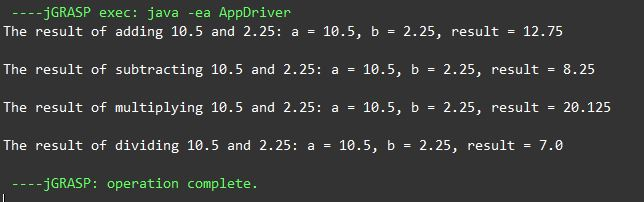 ----jGRASP exec: java -ea AppDriver
The result of adding 10.5 and 2.25: a = 10.5, b = 2.25, result = 12.75
The result of subtracting 10.5 and 2.25: a = 10.5, b = 2.25, result = 8.25
The result of multiplying 10.5 and 2.25: a = 10.5, b = 2.25, result = 20.125
The result of dividing 10.5 and 2.25: a = 10.5, b = 2.25, result = 7.0
----jGRASP: operation complete.